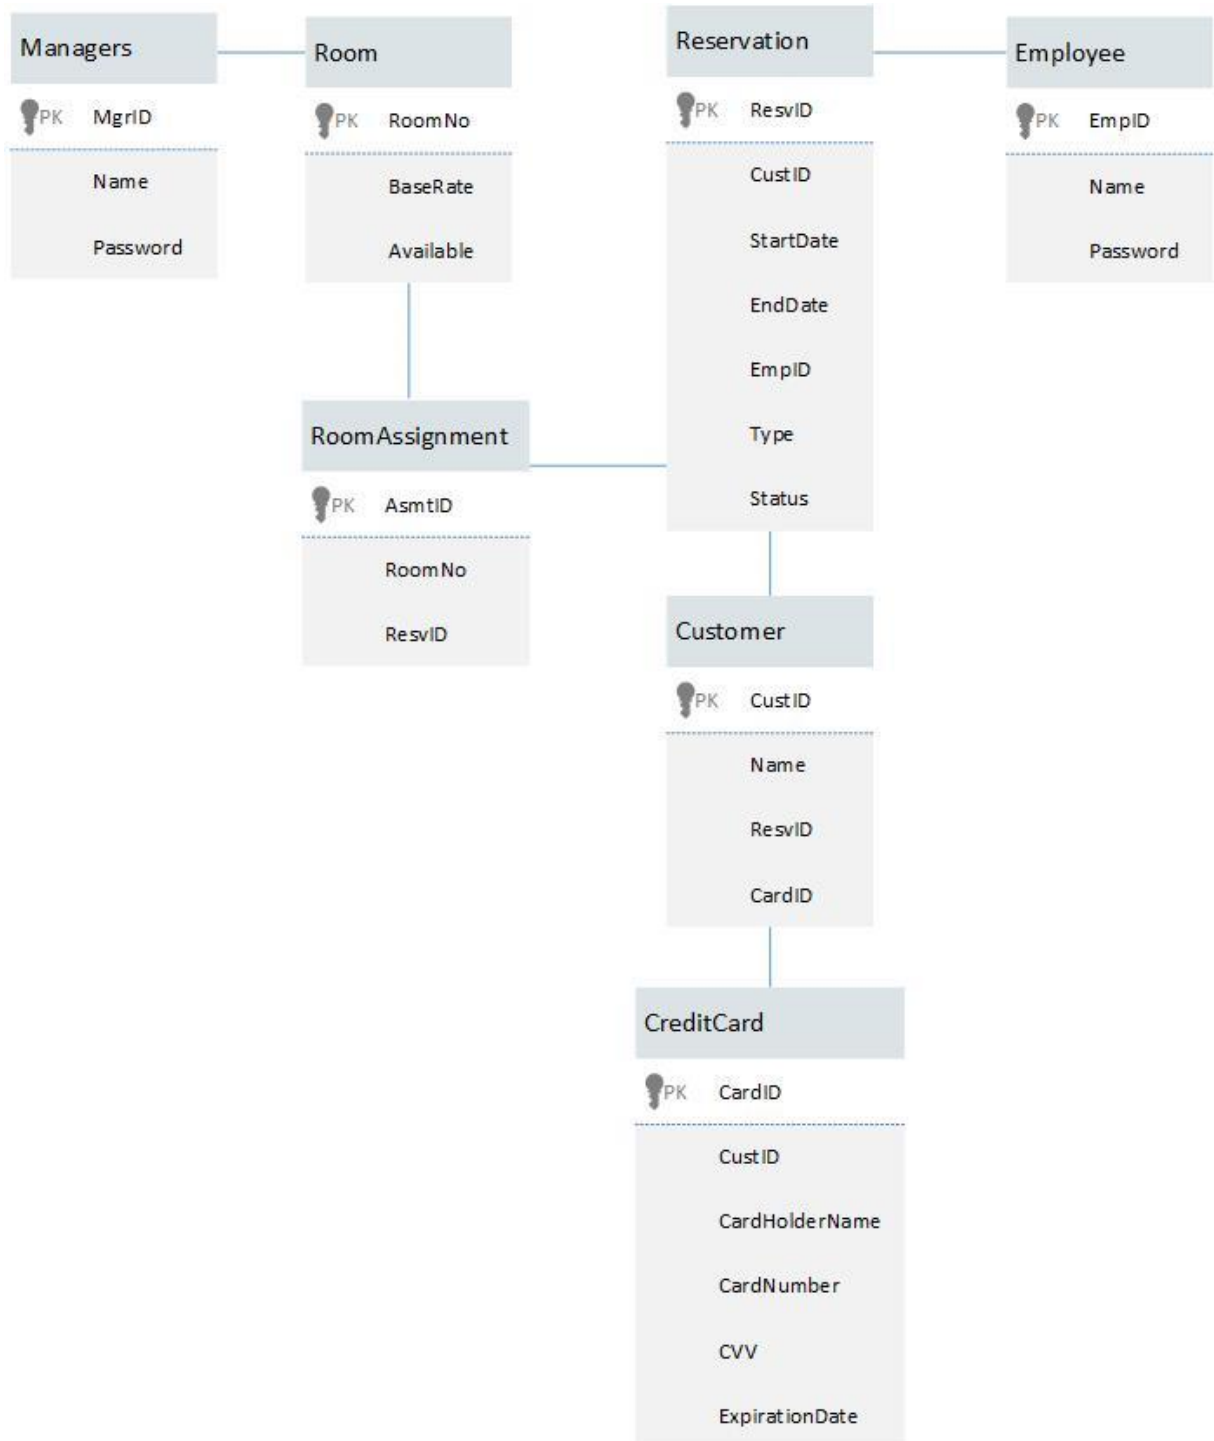 Managers
PK MgrID
Name
Password
Room
PK RoomNo
BaseRate
Available
Reservation
PK ResvID
CustID
StartDate
EndDate
EmpID
Type
Status
Employee
PK EmpID
Name
Password
RoomAssignment
PK AsmtID
RoomNo
ResvID
Customer
PK CustID
Name
ResvID
CardID
CreditCard
PK CardID
CustID
CardHolderName
CardNumber
CVV
ExpirationDate